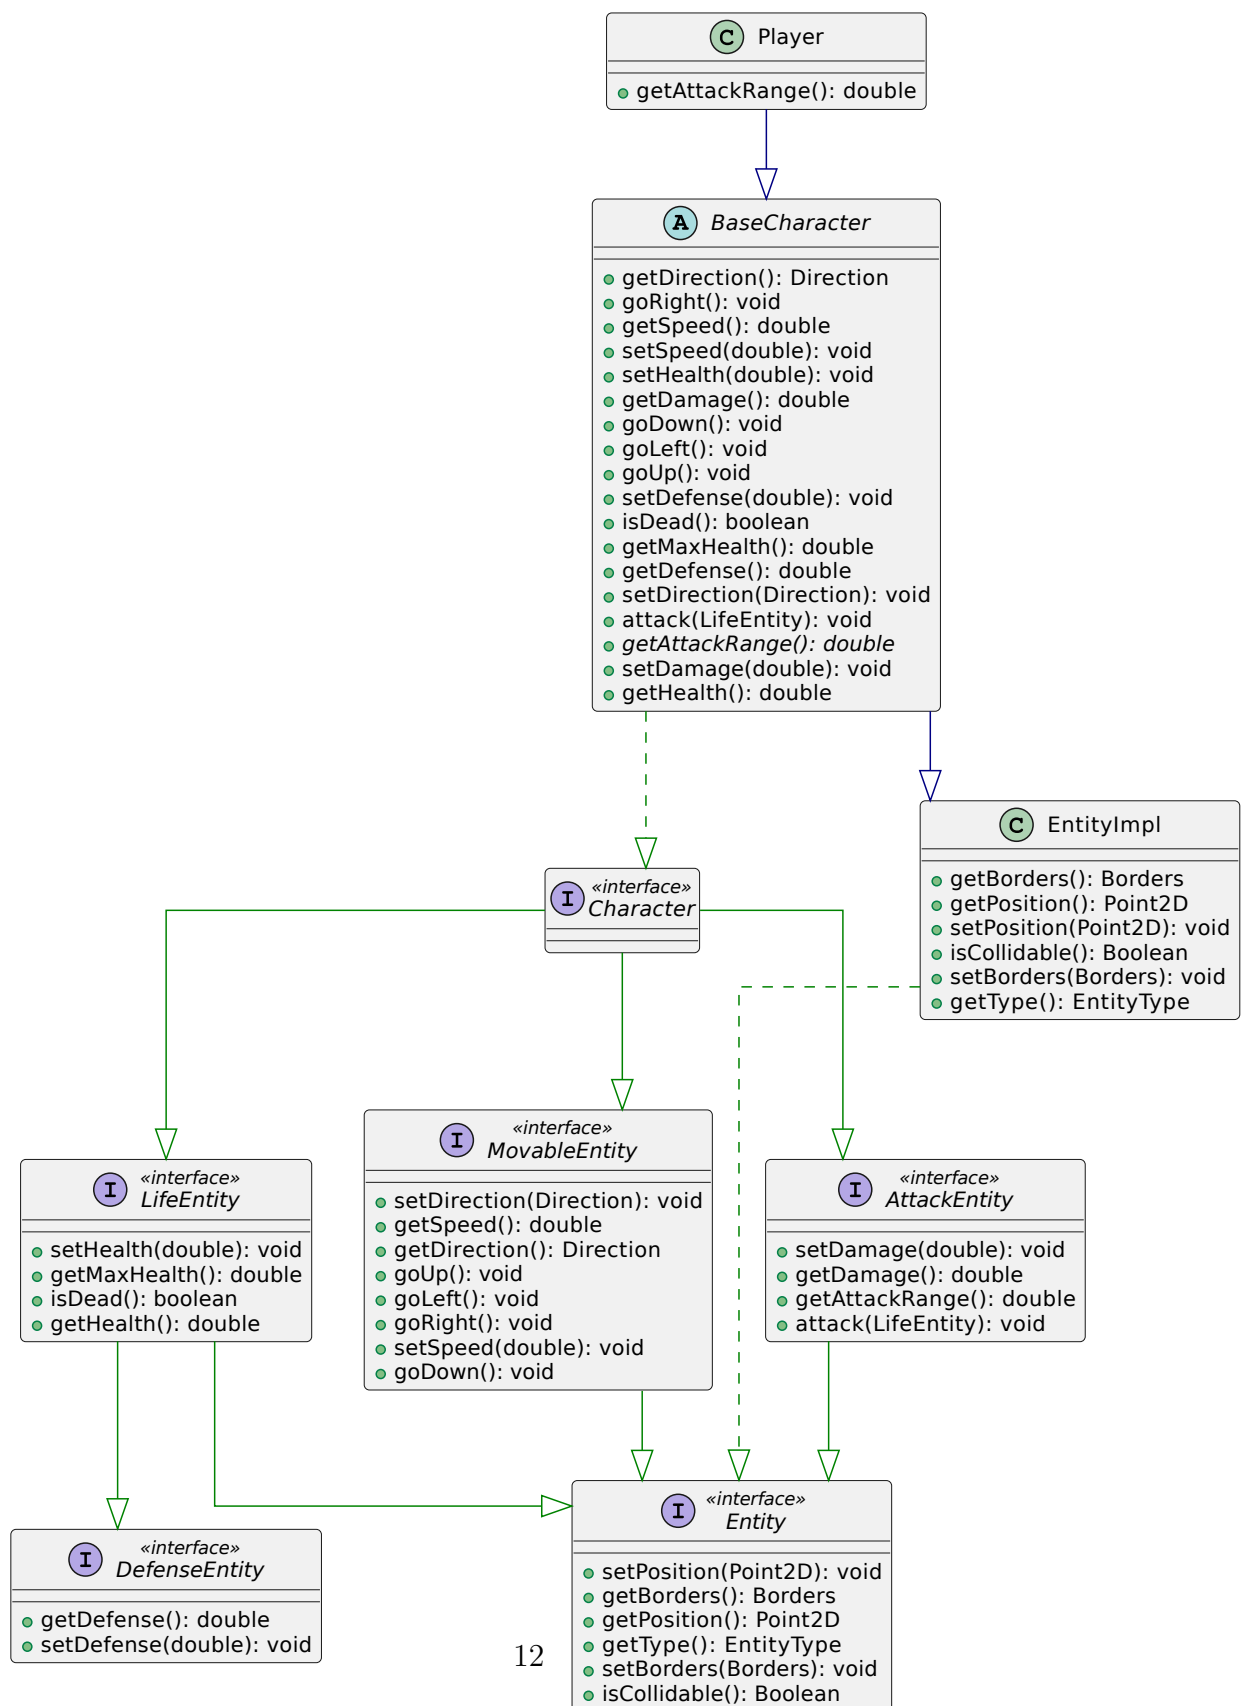 C Player
getAttackRange(): double
A BaseCharacter
getDirection(): Direction
goRight(): void
getSpeed(): double
setSpeed(double): void
setHealth(double): void
getDamage(): double
goDown(): void
goLeft(): void
goUp(): void
setDefense(double): void
isDead(): boolean
getMaxHealth(): double
getDefense(): double
setDirection(Direction): void
attack(LifeEntity): void
getAttackRange(): double
setDamage(double): void
getHealth(): double
C EntityImpl
getBorders(): Borders
getPosition(): Point2D
setPosition(Point2D): void
isCollidable(): Boolean
setBorders(Borders): void
getType(): EntityType
I «interface»
Character
I «interface»
LifeEntity
setHealth(double): void
getMaxHealth(): double
isDead(): boolean
getHealth(): double
I «interface»
MovableEntity
setDirection(Direction): void
getSpeed(): double
getDirection(): Direction
goUp(): void
goLeft(): void
goRight(): void
setSpeed(double): void
goDown(): void
I «interface»
AttackEntity
setDamage(double): void
getDamage(): double
getAttackRange(): double
attack(LifeEntity): void
I «interface»
DefenseEntity
getDefense(): double
setDefense(double): void
I «interface»
Entity
setPosition(Point2D): void
getBorders(): Borders
getPosition(): Point2D
getType(): EntityType
setBorders(Borders): void
isCollidable(): Boolean
12